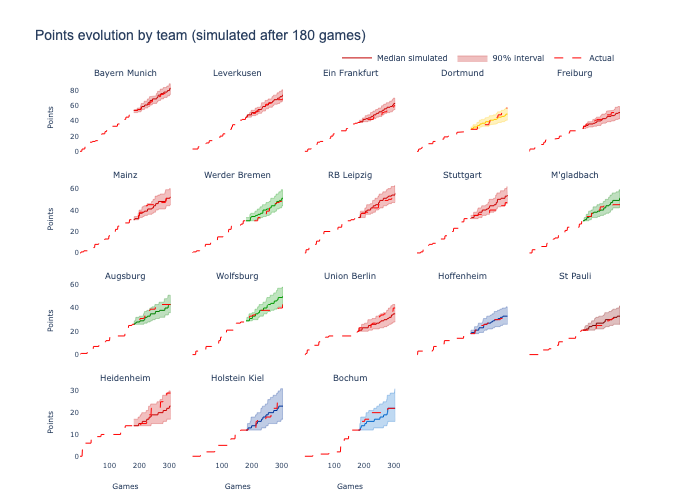 Points evolution by team (simulated after 180 games)
Median simulated 90% interval Actual
Bayern Munich Leverkusen Ein Frankfurt Dortmund Freiburg
80
60
40
20
0
Points
Mainz Werder Bremen RB Leipzig Stuttgart M'gladbach
60
40
20
0
Points
Augsburg Wolfsburg Union Berlin Hoffenheim St Pauli
60
40
20
0
Points
Heidenheim Holstein Kiel Bochum
30
20
10
0
Points
100 200 300 100 200 300 100 200 300
Games Games Games